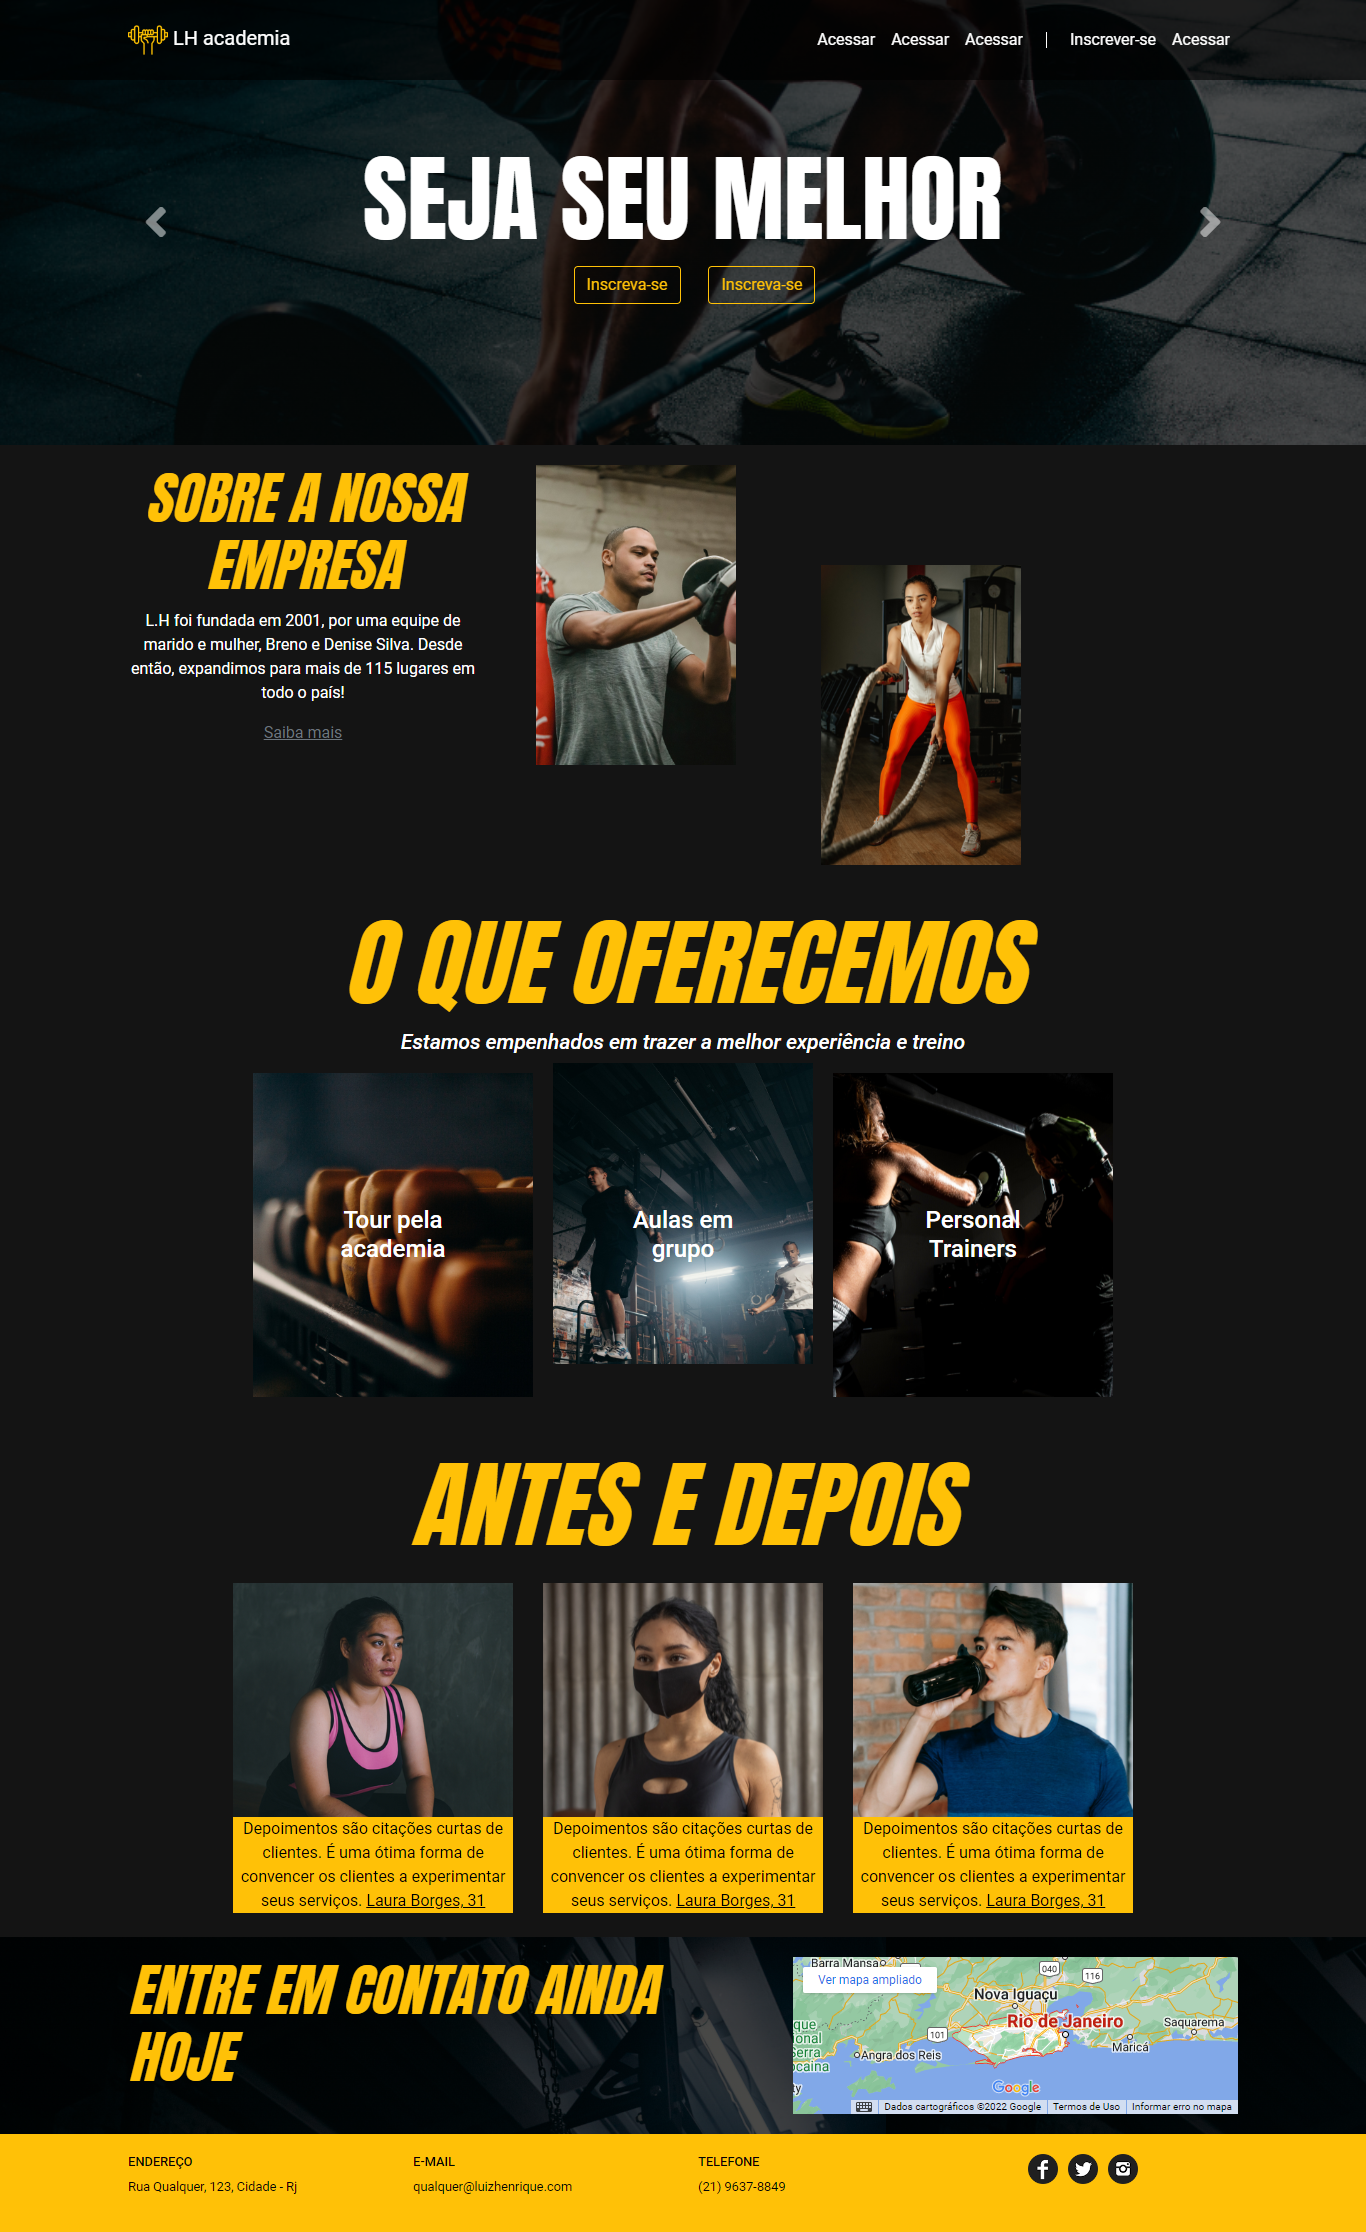 LH academia
Acessar Acessar Acessar | Inscrever-se Acessar
SEJA SEU MELHOR
Inscreva-se Inscreva-se
SOBRE A NOSSA
EMPRESA
L.H foi fundada em 2001, por uma equipe de
marido e mulher, Breno e Denise Silva. Desde
então, expandimos para mais de 115 lugares em
todo o país!
Saiba mais
O QUE OFERECEMOS
Estamos empenhados em trazer a melhor experiência e treino
Tour pela
academia
Aulas em
grupo
Personal
Trainers
ANTES E DEPOIS
Depoimentos são citações curtas de
clientes. É uma ótima forma de
convencer os clientes a experimentar
seus serviços. Laura Borges, 31
Depoimentos são citações curtas de
clientes. É uma ótima forma de
convencer os clientes a experimentar
seus serviços. Laura Borges, 31
Depoimentos são citações curtas de
clientes. É uma ótima forma de
convencer os clientes a experimentar
seus serviços. Laura Borges, 31
ENTRE EM CONTATO AINDA
HOJE
Barra Mansa
Ver mapa ampliado
040
116
Nova Iguaçu
Rio de Janeiro
Saquarema
101
Maricá
Angra dos Reis
Google
Dados cartográficos ©2022 Google
Termos de Uso
Informar erro no mapa
ENDEREÇO
Rua Qualquer, 123, Cidade - Rj
E-MAIL
qualquer@luizhenrique.com
TELEFONE
(21) 9637-8849